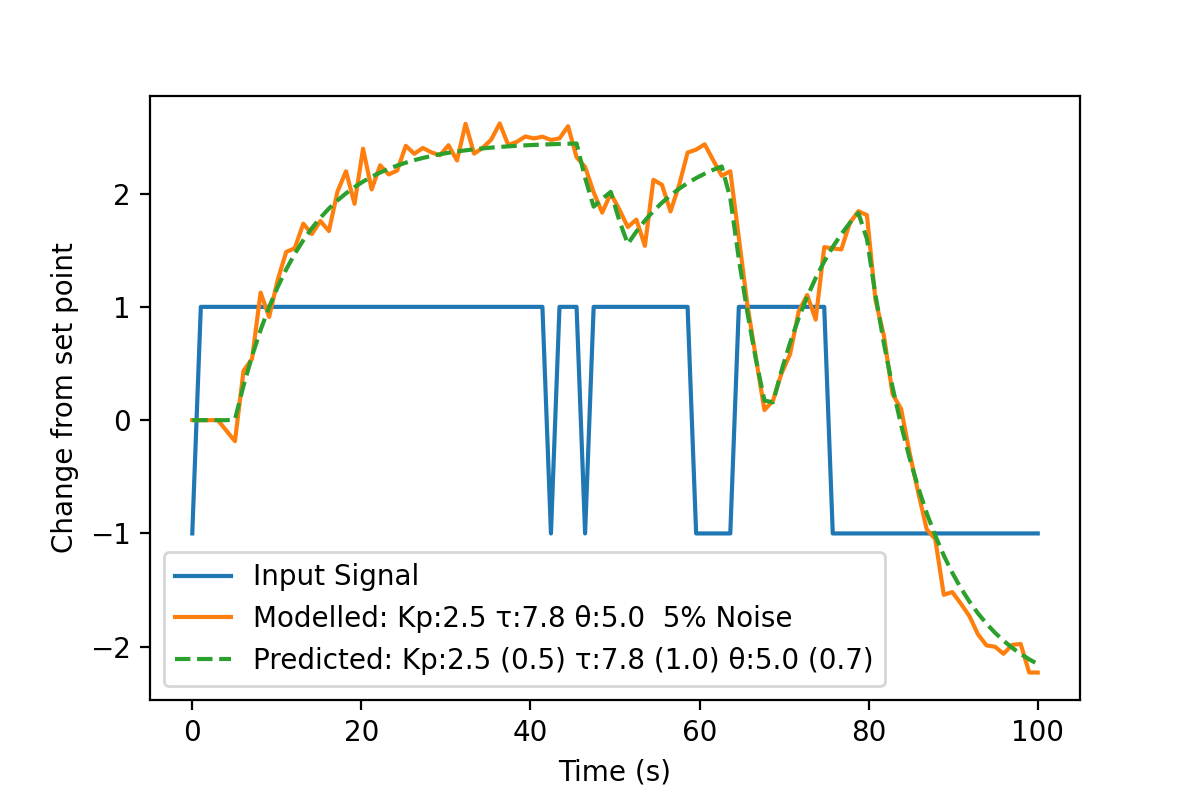 2
1
0
−1
−2
Change from set point
Input Signal
Modelled: Kp:2.5 τ:7.8 θ:5.0  5% Noise
Predicted: Kp:2.5 (0.5) τ:7.8 (1.0) θ:5.0 (0.7)
0 20 40 60 80 100
Time (s)